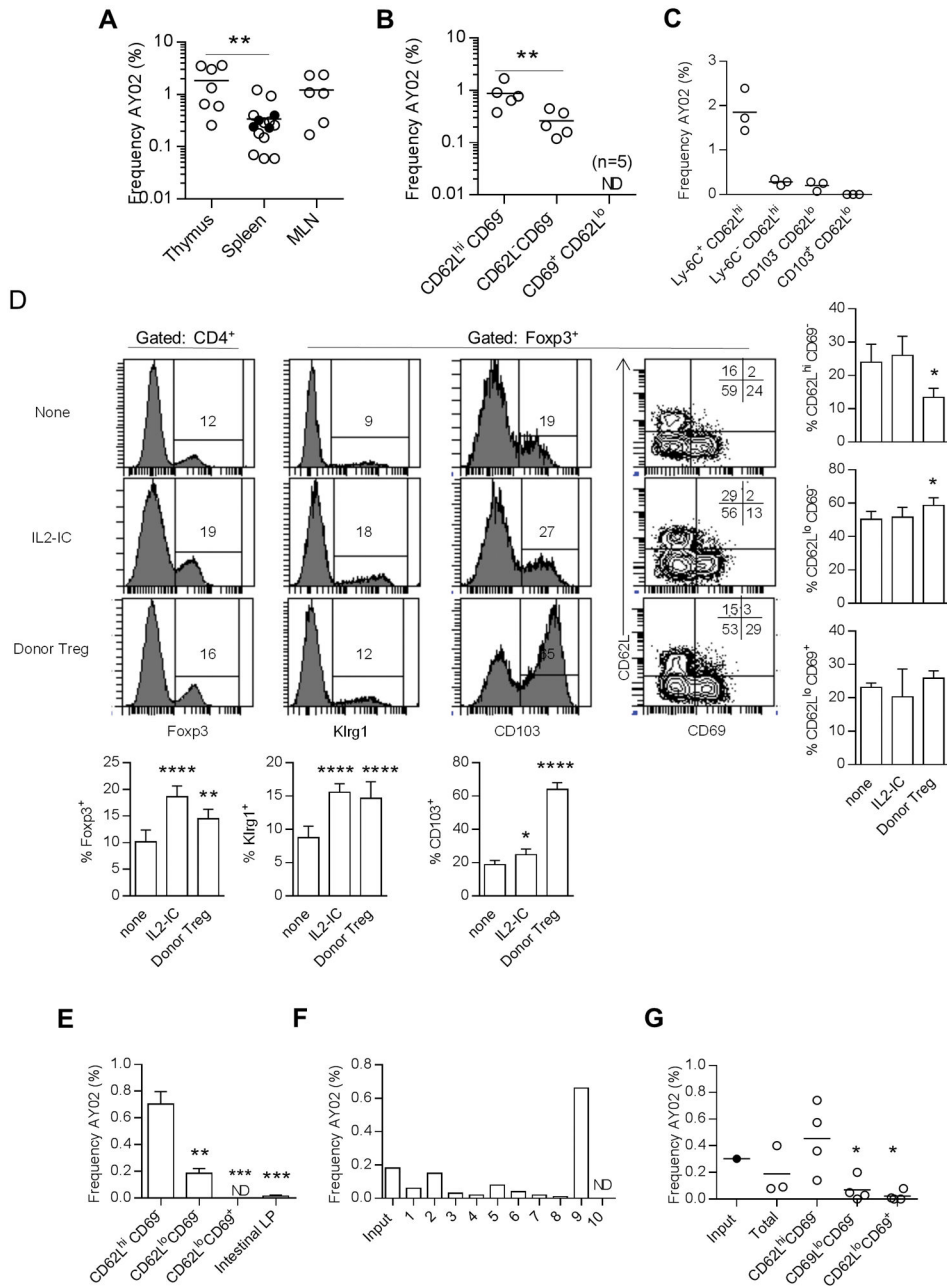 A
Frequency AY02 (%)
10
1
0.1
0.01
**
Thymus
Spleen
MLN
B
Frequency AY02 (%)
10
1
0.1
0.01
**
(n=5)
ND
CD62Lʰⁱ CD69⁻
CD62L⁻CD69⁻
CD69⁺ CD62Lˡᵒ
C
Frequency AY02 (%)
3
2
1
0
Ly-6C⁺ CD62Lʰⁱ
Ly-6C⁻ CD62Lʰⁱ
CD103⁻ CD62Lˡᵒ
CD103⁺ CD62Lˡᵒ
D
Gated: CD4⁺
Gated: Foxp3⁺
None
12
9
19
16 2
59 24
IL2-IC
19
18
27
29 2
56 13
Donor Treg
16
12
15 3
53 29
CD62L
Foxp3
Klrg1
CD103
CD69
% CD62Lʰⁱ CD69⁻
40
30
20
10
0
*
% CD62Lˡᵒ CD69⁻
80
60
40
20
0
*
% CD62Lˡᵒ CD69⁺
40
30
20
10
0
none
IL2-IC
Donor Treg
% Foxp3⁺
25
20
15
10
5
0
****
**
none
IL2-IC
Donor Treg
% Klrg1⁺
20
15
10
5
0
****
****
none
IL2-IC
Donor Treg
% CD103⁺
80
60
40
20
0
*
****
none
IL2-IC
Donor Treg
E
Frequency AY02 (%)
1.0
0.8
0.6
0.4
0.2
0.0
**
***
ND
***
CD62Lʰⁱ CD69⁻
CD62LˡᵒCD69⁻
CD62LˡᵒCD69⁺
Intestinal LP
F
Frequency AY02 (%)
0.8
0.6
0.4
0.2
0.0
ND
Input
1
2
3
4
5
6
7
8
9
10
G
Frequency AY02 (%)
1.0
0.8
0.6
0.4
0.2
0.0
*
*
Input
Total
CD62LʰⁱCD69⁻
CD69LˡᵒCD69⁻
CD62LˡᵒCD69⁺